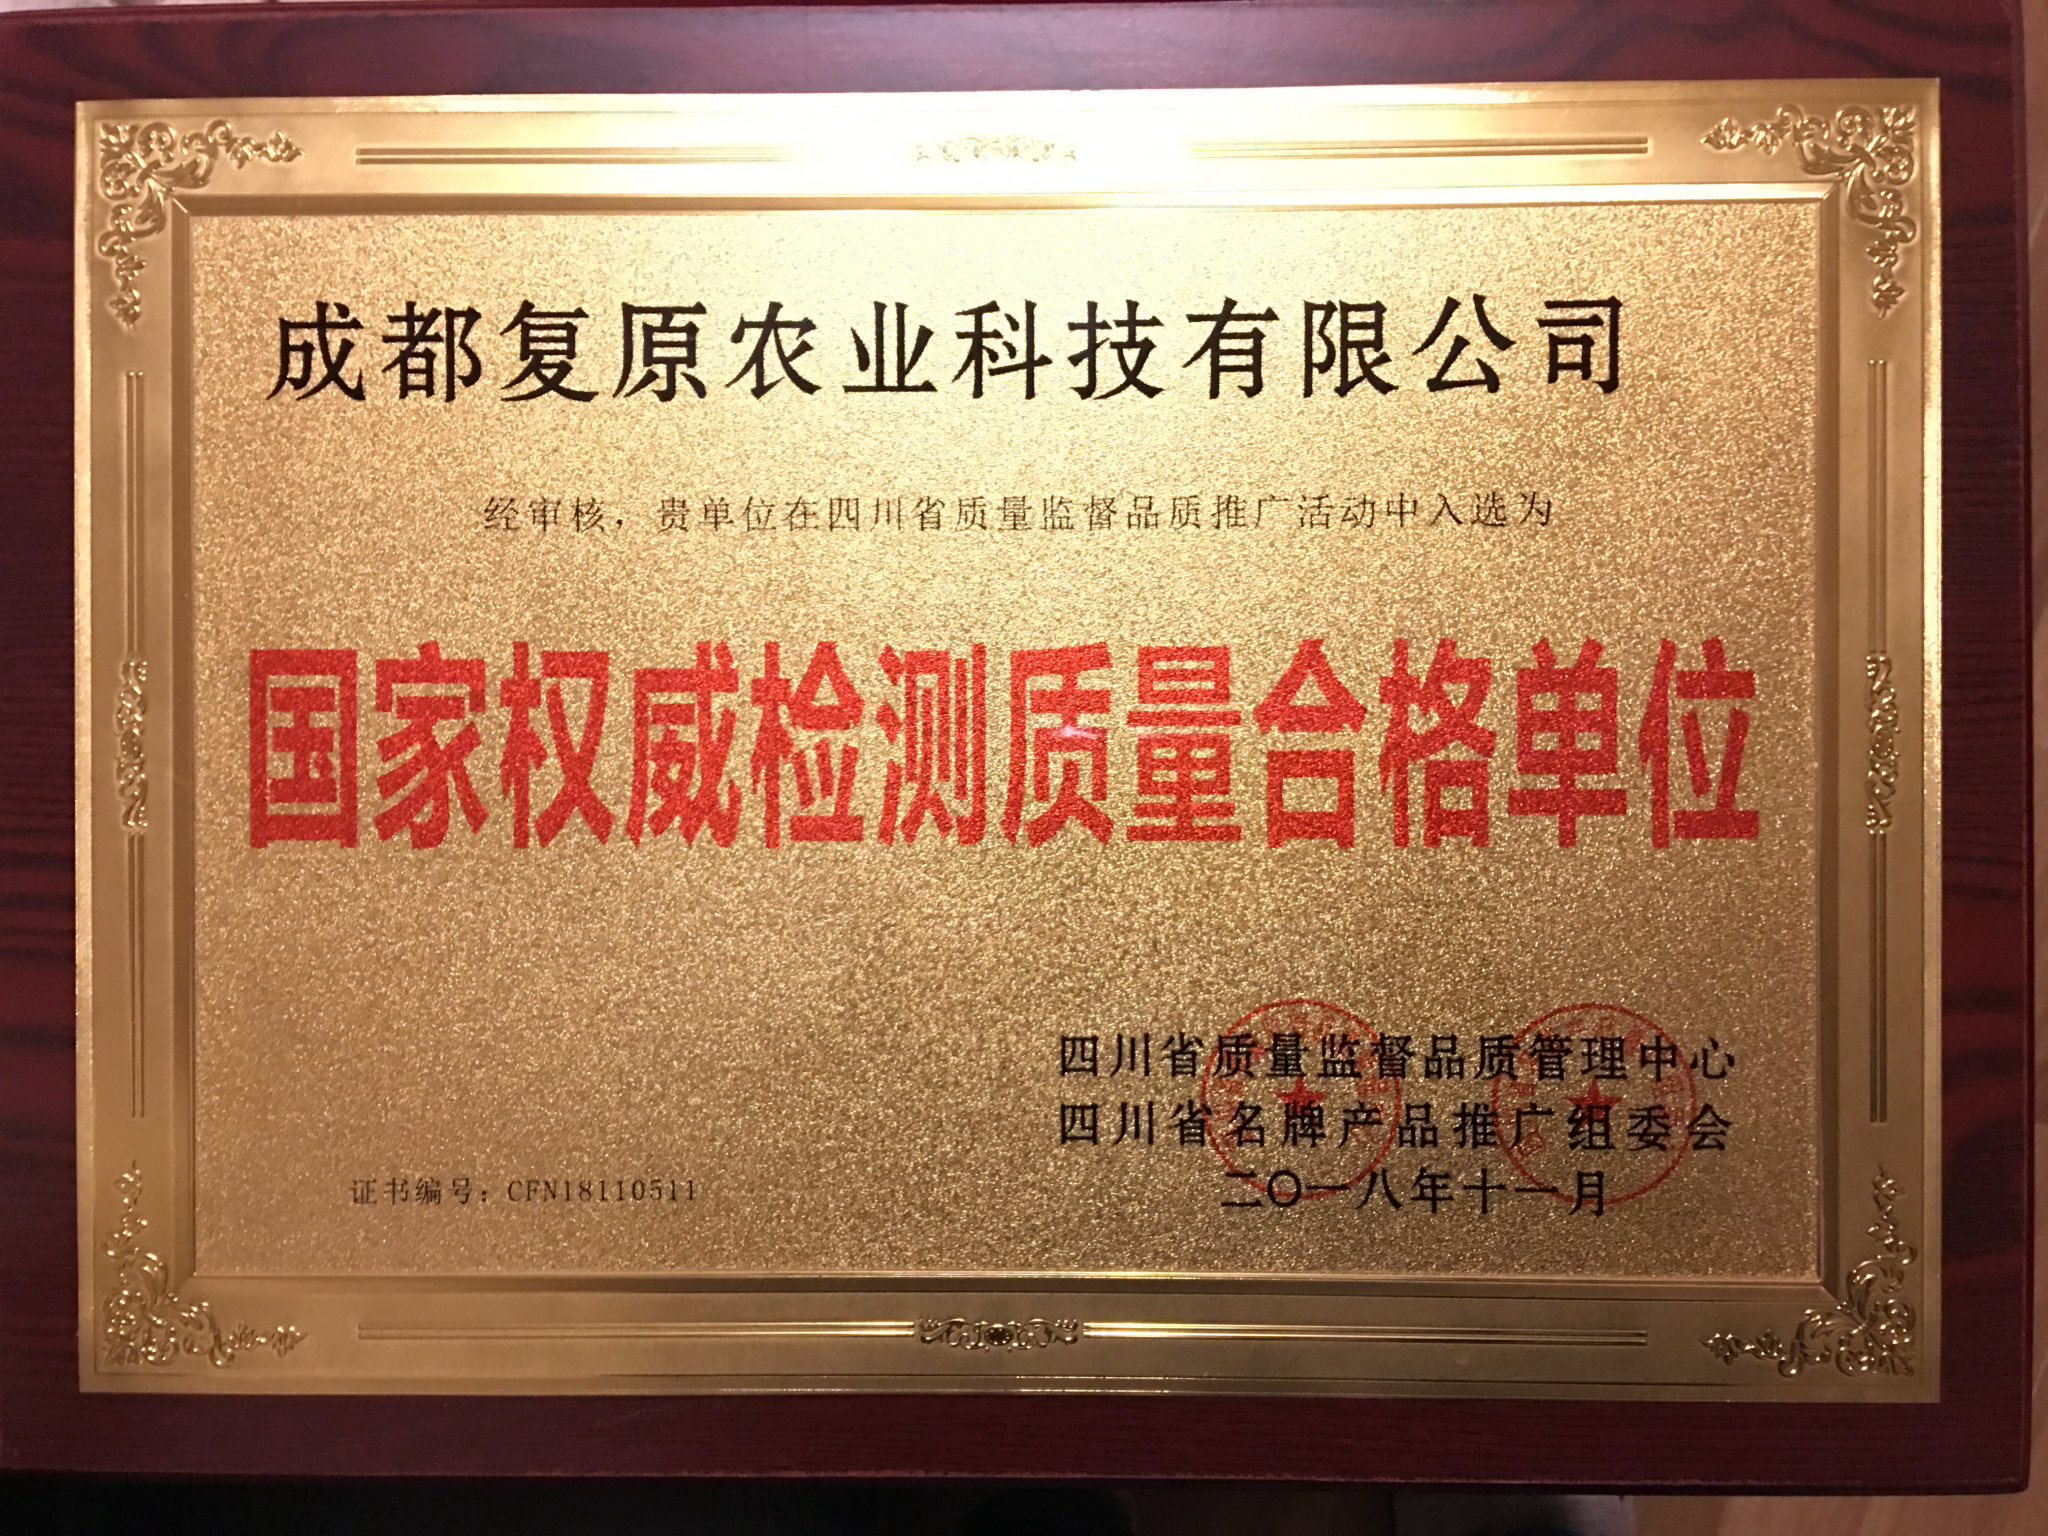 成都复原农业科技有限公司
经审核，贵单位在四川省质量监督品质推广活动中入选为
国家权威检测质量合格单位
四川省质量监督品质管理中心
四川省名牌产品推广组委会
二〇一八年十一月
证书编号：CFN18110511